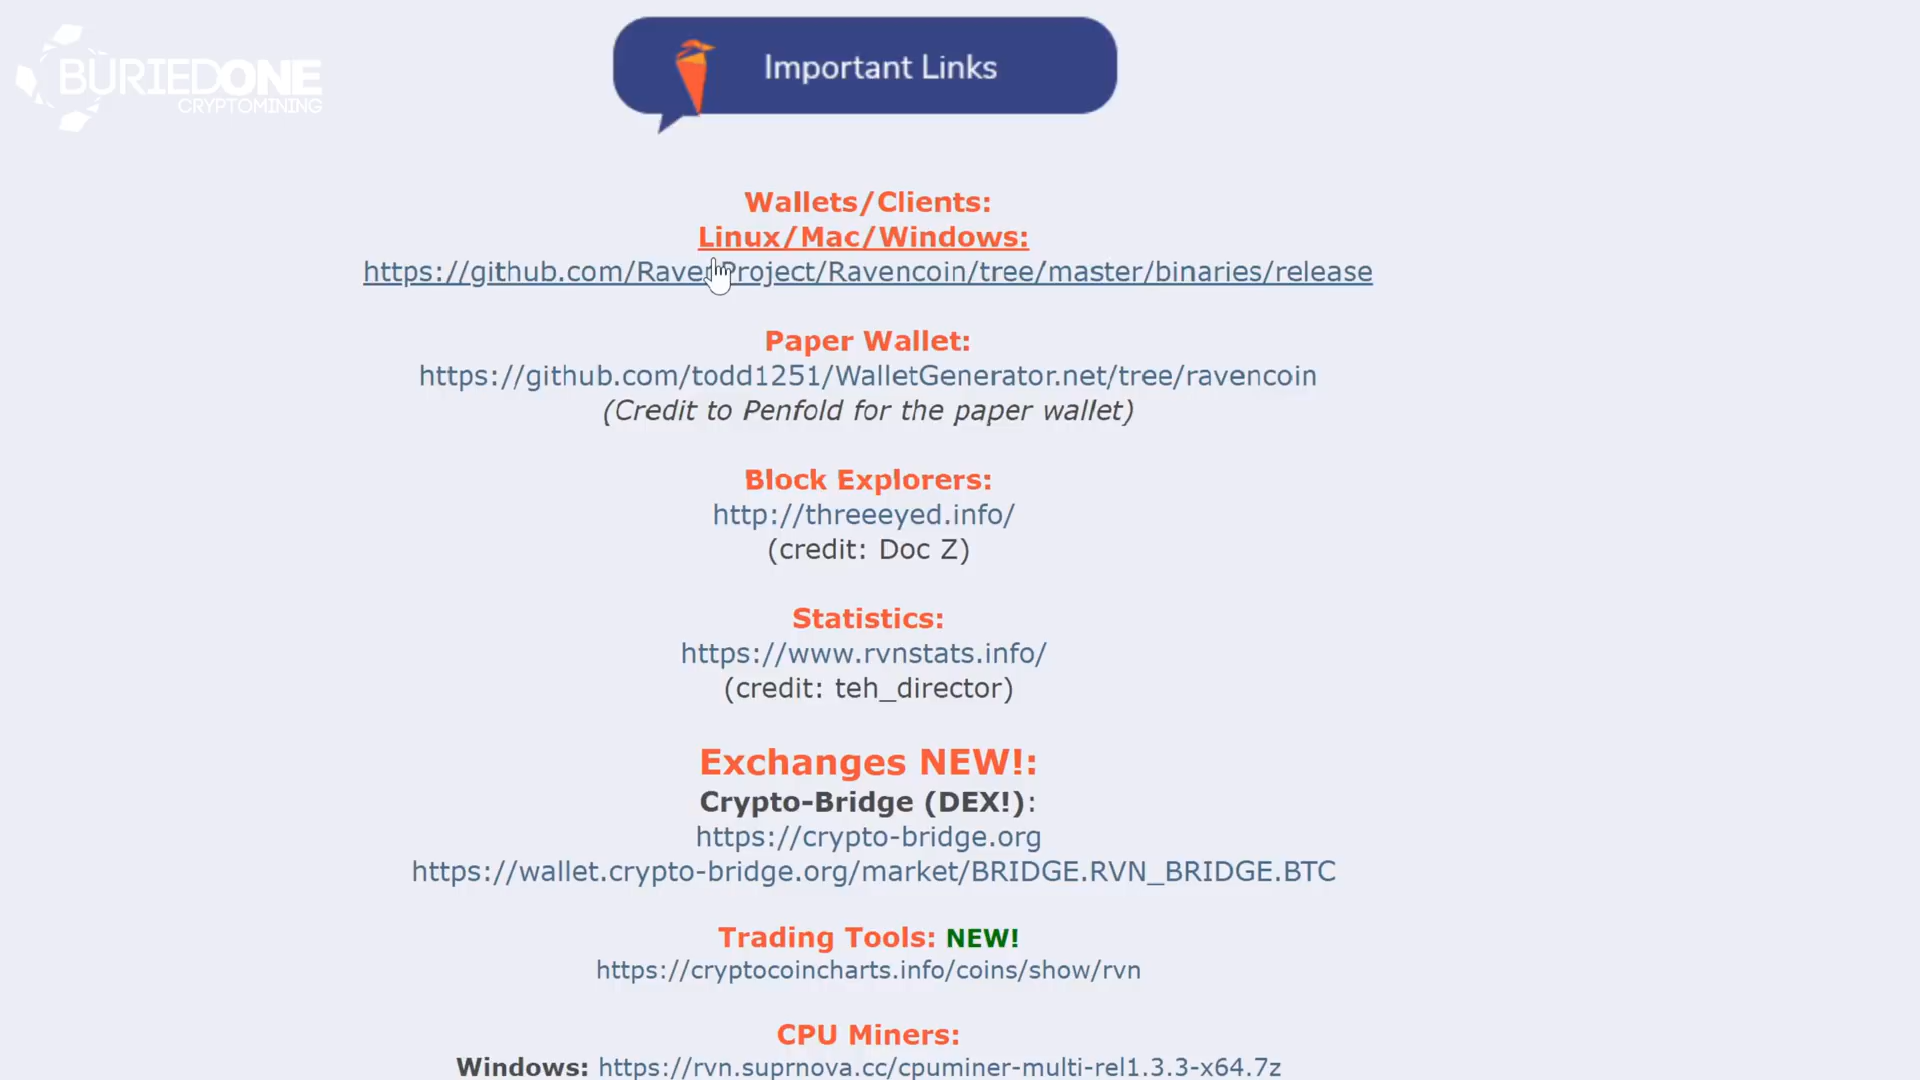 BURIEDONE
CRYPTOMINING
Important Links
Wallets/Clients:
Linux/Mac/Windows:
https://github.com/RavenProject/Ravencoin/tree/master/binaries/release
Paper Wallet:
https://github.com/todd1251/WalletGenerator.net/tree/ravencoin
(Credit to Penfold for the paper wallet)
Block Explorers:
http://threeeyed.info/
(credit: Doc Z)
Statistics:
https://www.rvnstats.info/
(credit: teh_director)
Exchanges NEW!:
Crypto-Bridge (DEX!):
https://crypto-bridge.org
https://wallet.crypto-bridge.org/market/BRIDGE.RVN_BRIDGE.BTC
Trading Tools: NEW!
https://cryptocoincharts.info/coins/show/rvn
CPU Miners:
Windows: https://rvn.suprnova.cc/cpuminer-multi-rel1.3.3-x64.7z